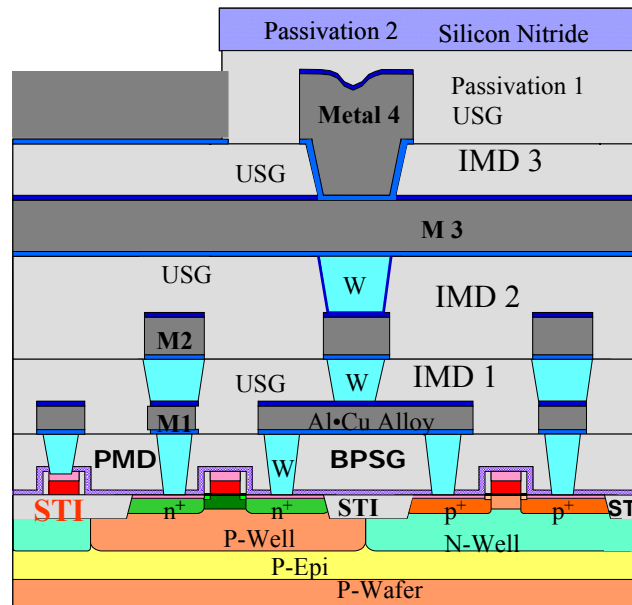 Passivation 2 Silicon Nitride
Passivation 1
USG
Metal 4
USG IMD 3
M 3
USG
W
IMD 2
M2
USG W IMD 1
M1 Al•Cu Alloy
PMD W BPSG
STI n+ n+ STI p+ p+ ST
P-Well N-Well
P-Epi
P-Wafer